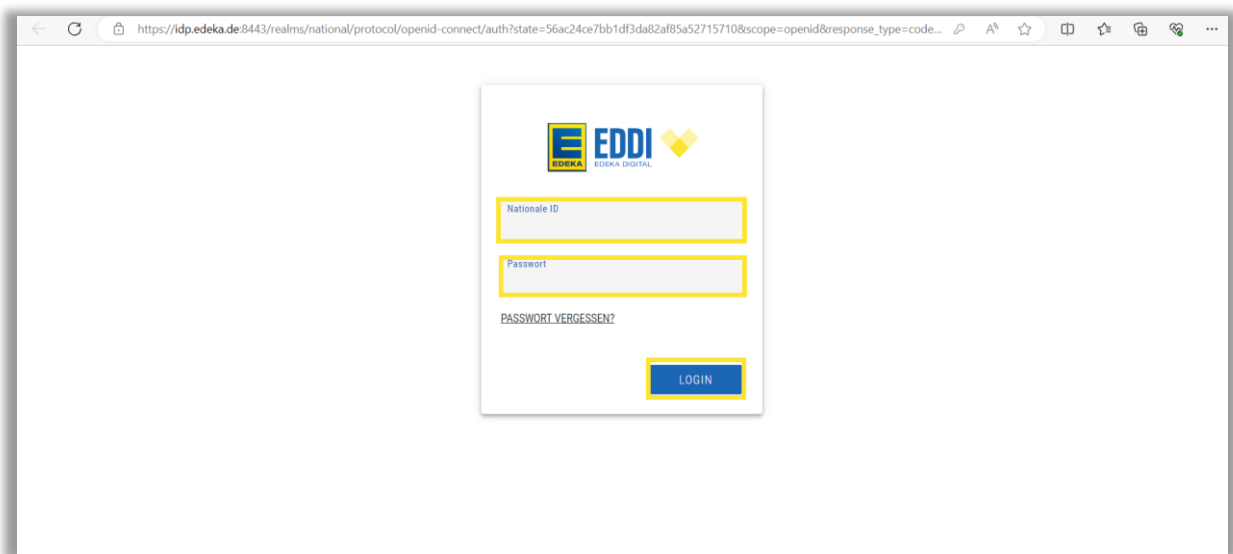 https://idp.edeka.de:8443/realms/national/protocol/openid-connect/auth?state=56ac24ce7bb1df3da82af85a52715710&scope=openid&response_type=code...
E EDDI
EDEKA EDEKA DIGITAL
Nationale ID
Passwort
PASSWORT VERGESSEN?
LOGIN